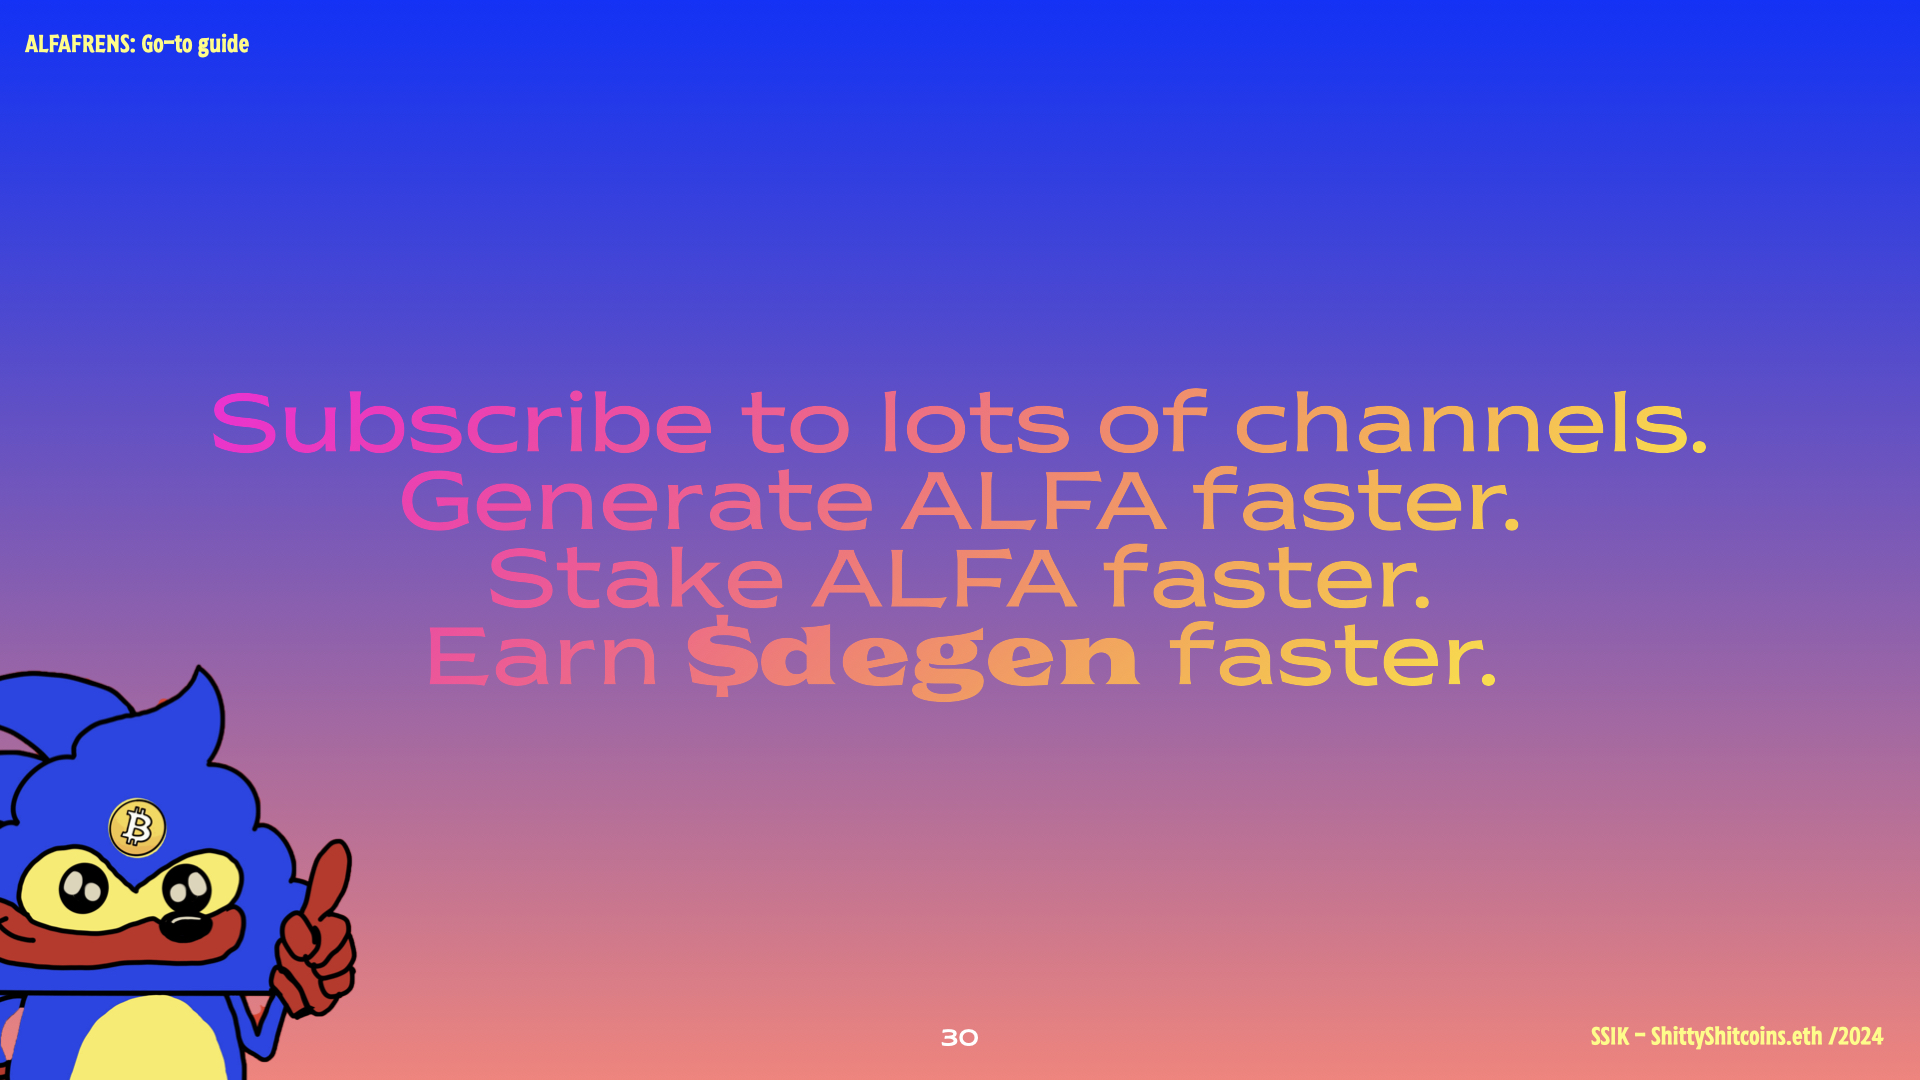 ALFAFRENS: Go-to guide
Subscribe to lots of channels.
Generate ALFA faster.
Stake ALFA faster.
Earn $degen faster.
30
SSIK - ShittyShitcoins.eth /2024